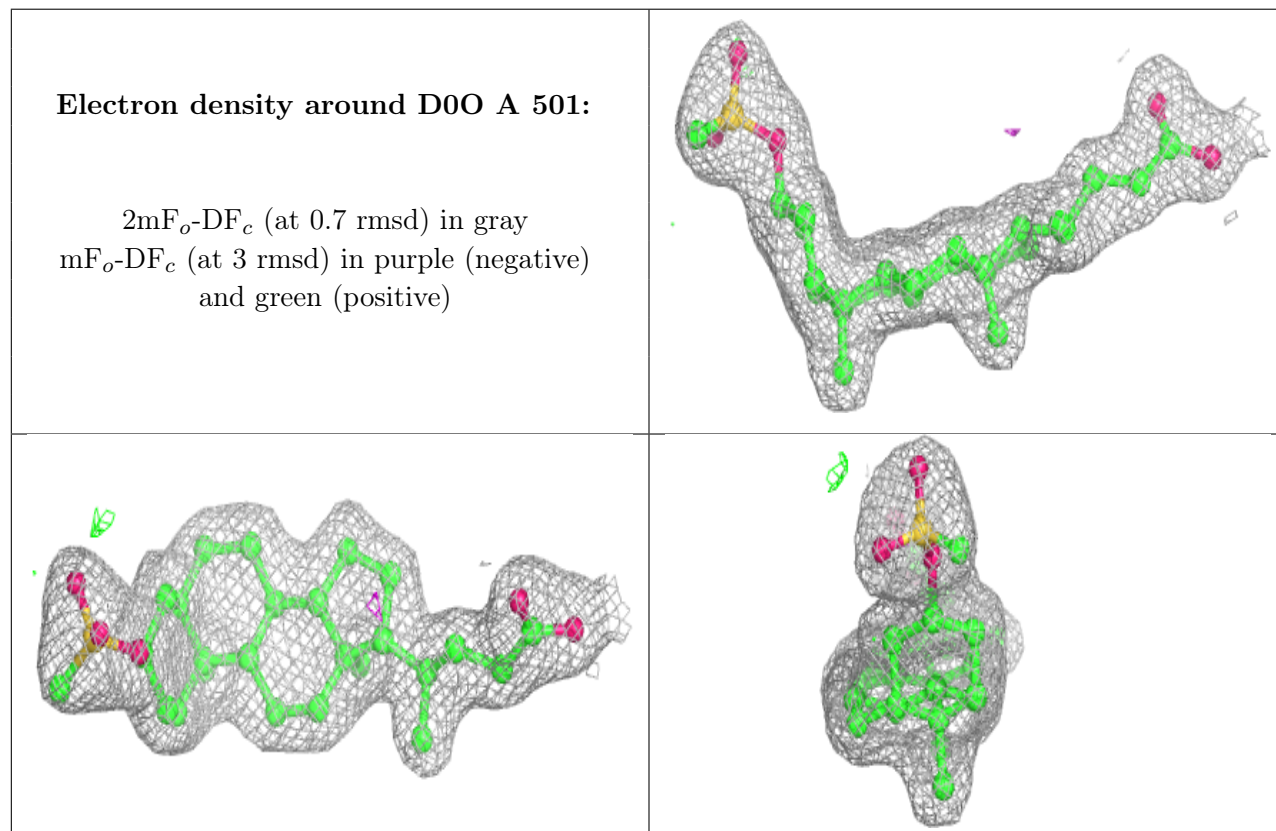 Electron density around D0O A 501:
2mFₒ-DF𝒸 (at 0.7 rmsd) in gray
mFₒ-DF𝒸 (at 3 rmsd) in purple (negative)
and green (positive)